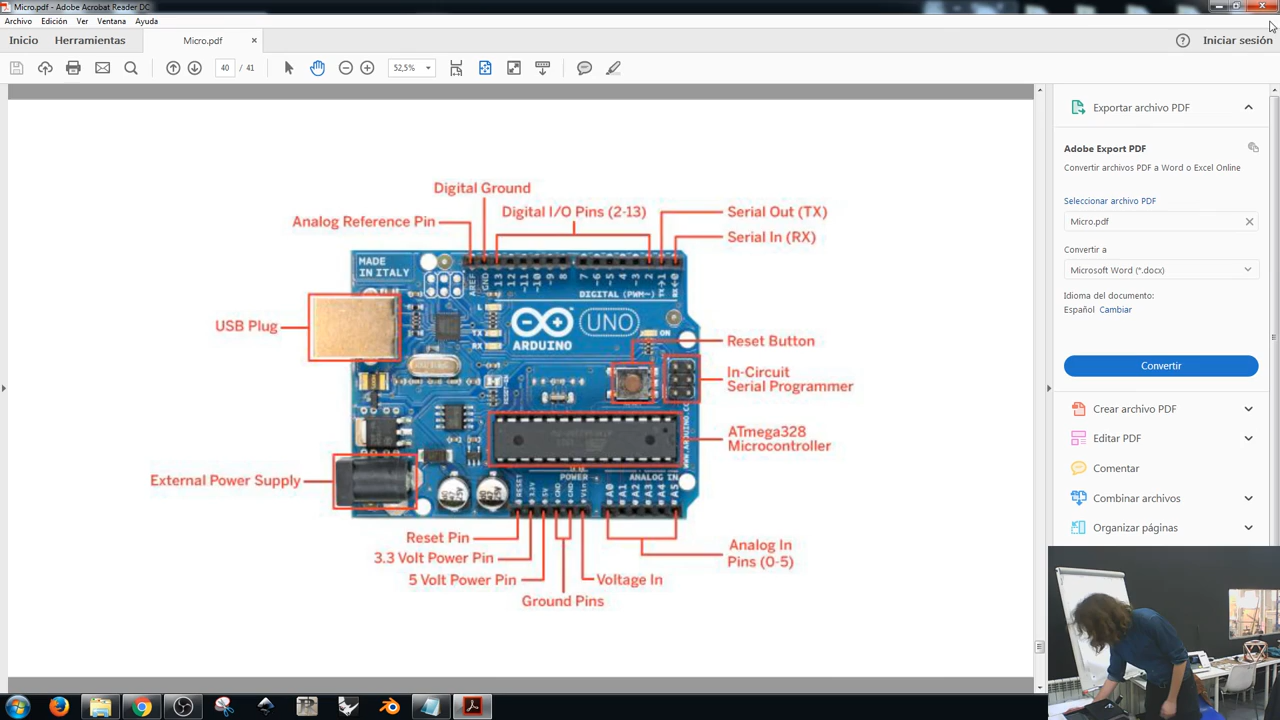 Micro.pdf - Adobe Acrobat Reader DC
Archivo Edición Ver Ventana Ayuda
Inicio Herramientas Micro.pdf × Iniciar sesión
40 / 41 52,5%
Digital Ground
Analog Reference Pin
Digital I/O Pins (2-13)
Serial Out (TX)
Serial In (RX)
MADE
IN ITALY
AREF GND 13 12 ~11 ~10 ~9 8 7 ~6 ~5 4 ~3 2 TX→1 RX←0
DIGITAL (PWM~)
L
TX
RX
ARDUINO
UNO
ON
USB Plug
Reset Button
In-Circuit
Serial Programmer
ATmega328
Microcontroller
External Power Supply
POWER ANALOG IN
RESET 3.3V 5V GND GND Vin A0 A1 A2 A3 A4 A5
Reset Pin
3.3 Volt Power Pin
5 Volt Power Pin
Ground Pins
Voltage In
Analog In
Pins (0-5)
Exportar archivo PDF
Adobe Export PDF
Convertir archivos PDF a Word o Excel Online
Seleccionar archivo PDF
Micro.pdf
Convertir a
Microsoft Word (*.docx)
Idioma del documento:
Español Cambiar
Convertir
Crear archivo PDF
Editar PDF
Comentar
Combinar archivos
Organizar páginas